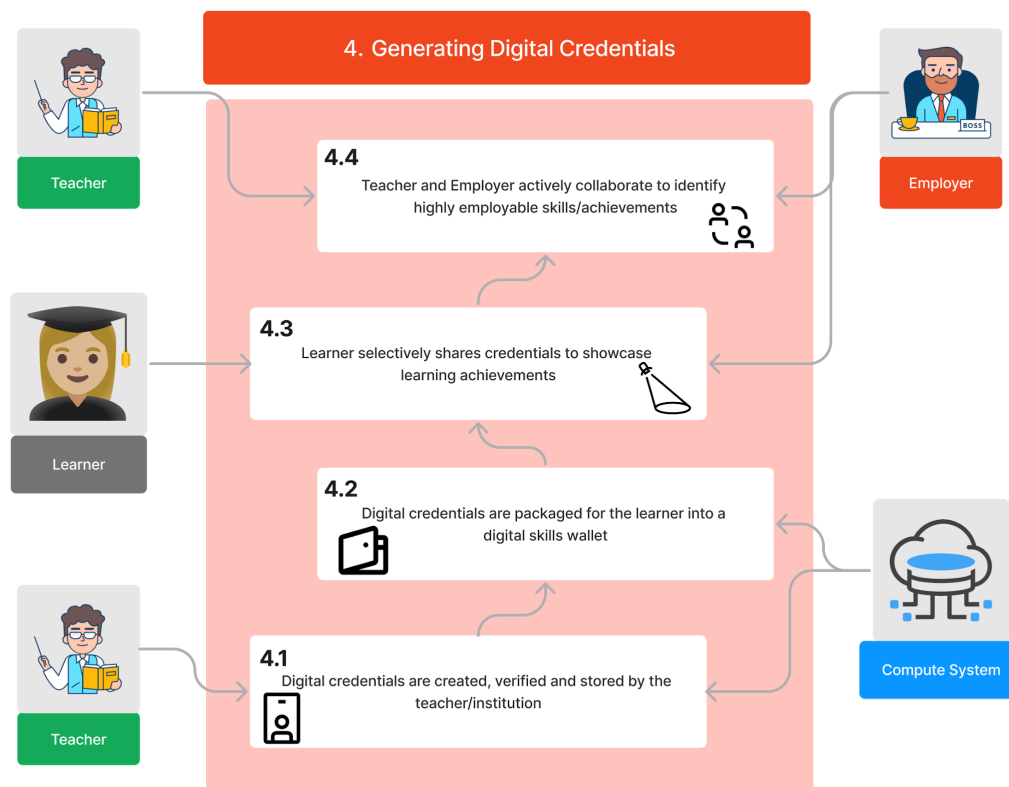 4. Generating Digital Credentials
Teacher
BOSS
Employer
4.4
Teacher and Employer actively collaborate to identify
highly employable skills/achievements
Learner
4.3
Learner selectively shares credentials to showcase
learning achievements
4.2
Digital credentials are packaged for the learner into a
digital skills wallet
Compute System
Teacher
4.1
Digital credentials are created, verified and stored by the
teacher/institution